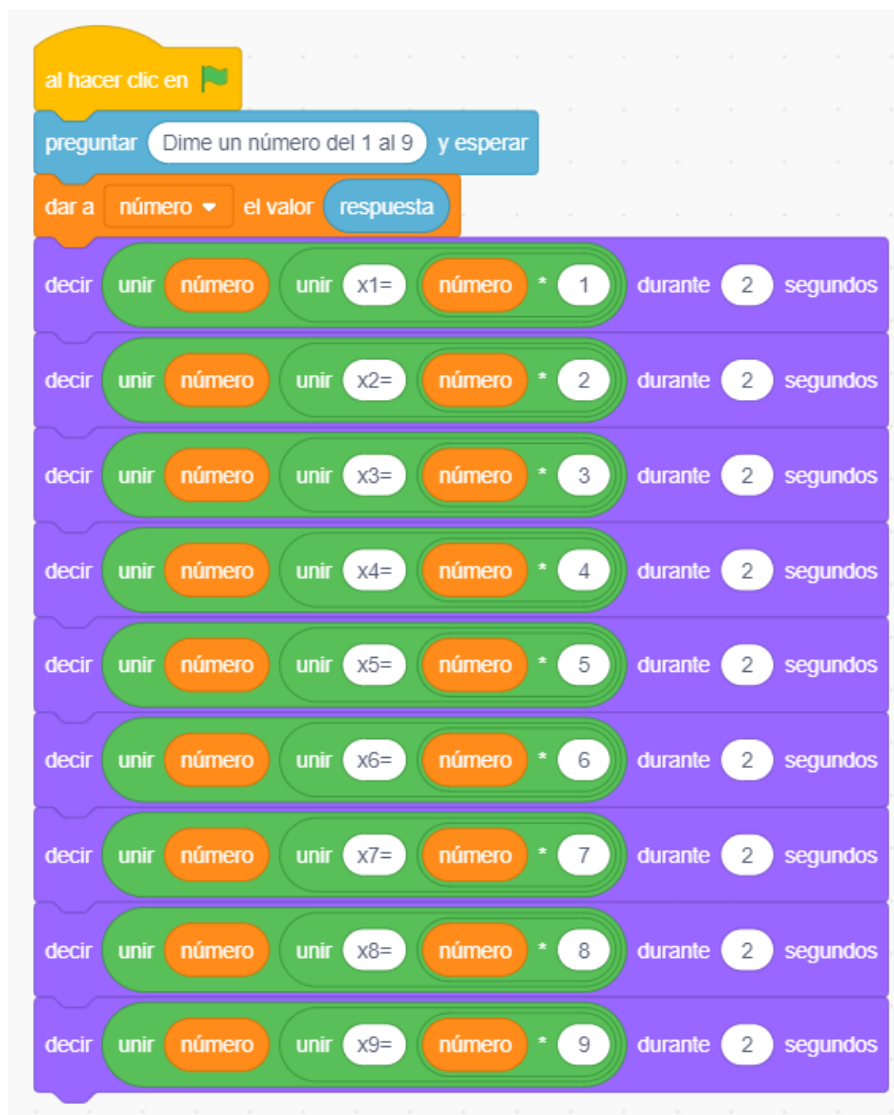 al hacer clic en
preguntar Dime un número del 1 al 9 y esperar
dar a número el valor respuesta
decir unir número unir x1= número * 1 durante 2 segundos
decir unir número unir x2= número * 2 durante 2 segundos
decir unir número unir x3= número * 3 durante 2 segundos
decir unir número unir x4= número * 4 durante 2 segundos
decir unir número unir x5= número * 5 durante 2 segundos
decir unir número unir x6= número * 6 durante 2 segundos
decir unir número unir x7= número * 7 durante 2 segundos
decir unir número unir x8= número * 8 durante 2 segundos
decir unir número unir x9= número * 9 durante 2 segundos